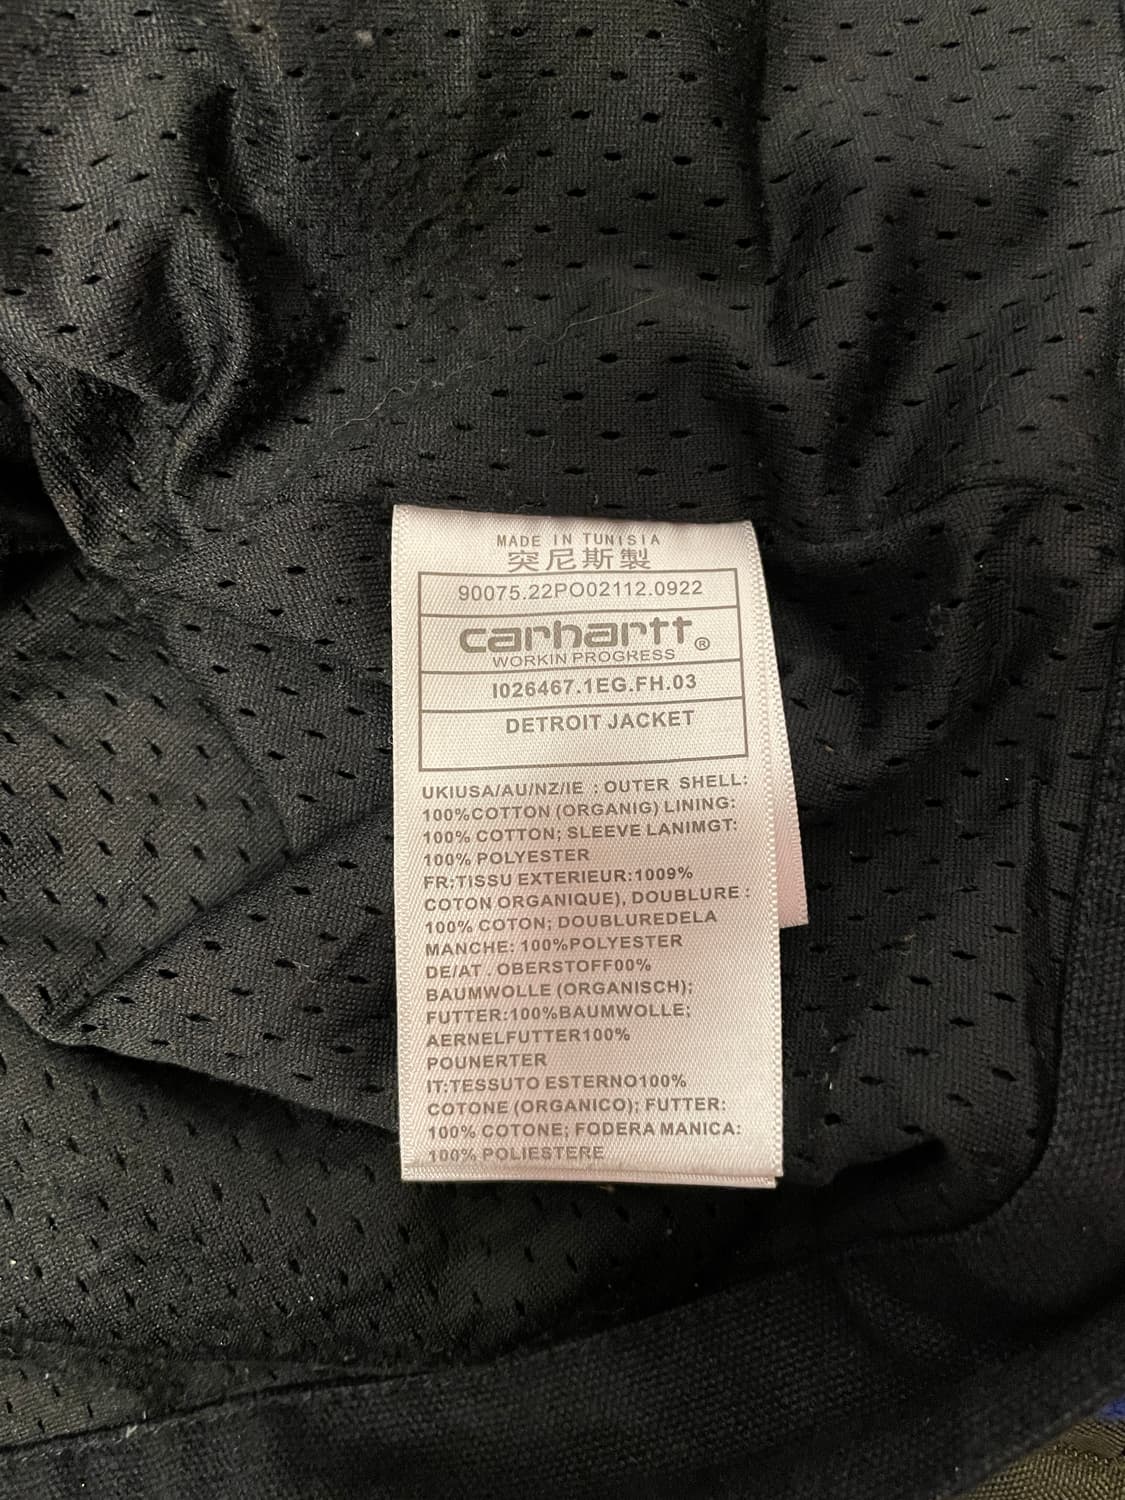 MADE IN TUNISIA
突尼斯製
90075.22PO02112.0922
carhartt®
WORKIN PROGRESS
I026467.1EG.FH.03
DETROIT JACKET
UKIUSA/AU/NZ/IE : OUTER SHELL:
100%COTTON (ORGANIG) LINING:
100% COTTON; SLEEVE LANIMGT:
100% POLYESTER
FR:TISSU EXTERIEUR:1009%
COTON ORGANIQUE), DOUBLURE :
100% COTON; DOUBLUREDELA
MANCHE: 100%POLYESTER
DE/AT . OBERSTOFF00%
BAUMWOLLE (ORGANISCH);
FUTTER:100%BAUMWOLLE;
AERNELFUTTER100%
POUNERTER
IT:TESSUTO ESTERNO100%
COTONE (ORGANICO); FUTTER:
100% COTONE; FODERA MANICA:
100% POLIESTERE